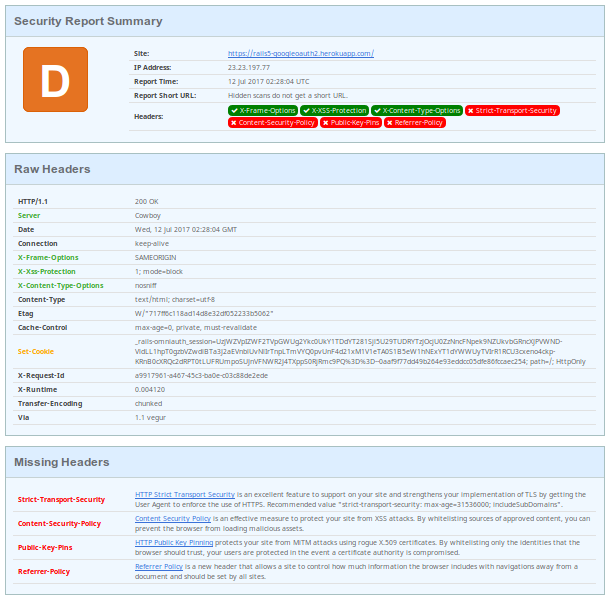 Security Report Summary
D
Site: https://rails5-googleoauth2.herokuapp.com/
IP Address: 23.23.197.77
Report Time: 12 Jul 2017 02:28:04 UTC
Report Short URL: Hidden scans do not get a short URL.
Headers: X-Frame-Options X-XSS-Protection X-Content-Type-Options Strict-Transport-Security
Content-Security-Policy Public-Key-Pins Referrer-Policy
Raw Headers
HTTP/1.1 200 OK
Server Cowboy
Date Wed, 12 Jul 2017 02:28:04 GMT
Connection keep-alive
X-Frame-Options SAMEORIGIN
X-Xss-Protection 1; mode=block
X-Content-Type-Options nosniff
Content-Type text/html; charset=utf-8
Etag W/"717ff6c118ad14d8e32df052233b5062"
Cache-Control max-age=0, private, must-revalidate
Set-Cookie path=/; HttpOnly
X-Request-Id a9917961-a467-45c3-ba0e-c03c88de2ede
X-Runtime 0.004120
Transfer-Encoding chunked
Via 1.1 vegur
Missing Headers
Strict-Transport-Security HTTP Strict Transport Security is an excellent feature to support on your site and strengthens your implementation of TLS by getting the
User Agent to enforce the use of HTTPS. Recommended value "strict-transport-security: max-age=31536000; includeSubDomains".
Content-Security-Policy Content Security Policy is an effective measure to protect your site from XSS attacks. By whitelisting sources of approved content, you can
prevent the browser from loading malicious assets.
Public-Key-Pins HTTP Public Key Pinning protects your site from MiTM attacks using rogue X.509 certificates. By whitelisting only the identities that the
browser should trust, your users are protected in the event a certificate authority is compromised.
Referrer-Policy Referrer Policy is a new header that allows a site to control how much information the browser includes with navigations away from a
document and should be set by all sites.